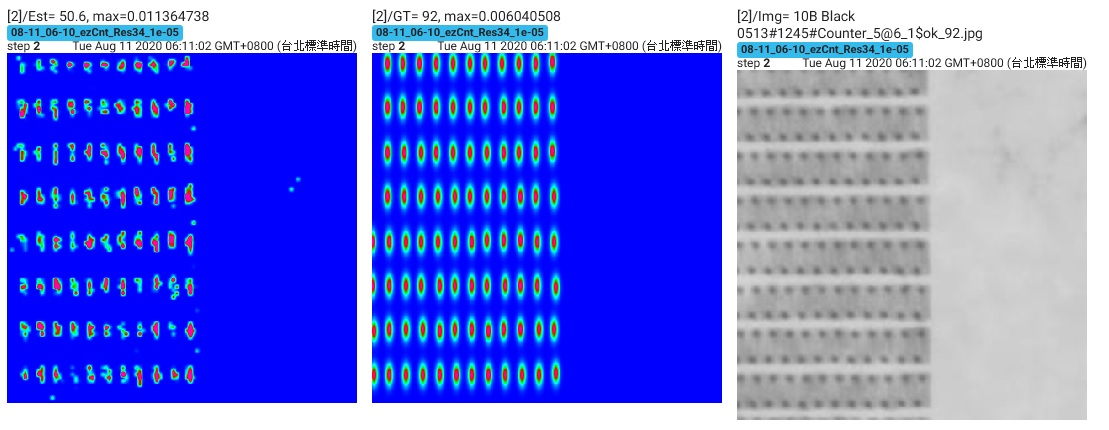 [2]/Est= 50.6, max=0.011364738
08-11_06-10_ezCnt_Res34_1e-05
step 2 Tue Aug 11 2020 06:11:02 GMT+0800 (台北標準時間)
[2]/GT= 92, max=0.006040508
08-11_06-10_ezCnt_Res34_1e-05
step 2 Tue Aug 11 2020 06:11:02 GMT+0800 (台北標準時間)
[2]/Img= 10B Black
0513#1245#Counter_5@6_1$ok_92.jpg
08-11_06-10_ezCnt_Res34_1e-05
step 2 Tue Aug 11 2020 06:11:02 GMT+0800 (台北標準時間)